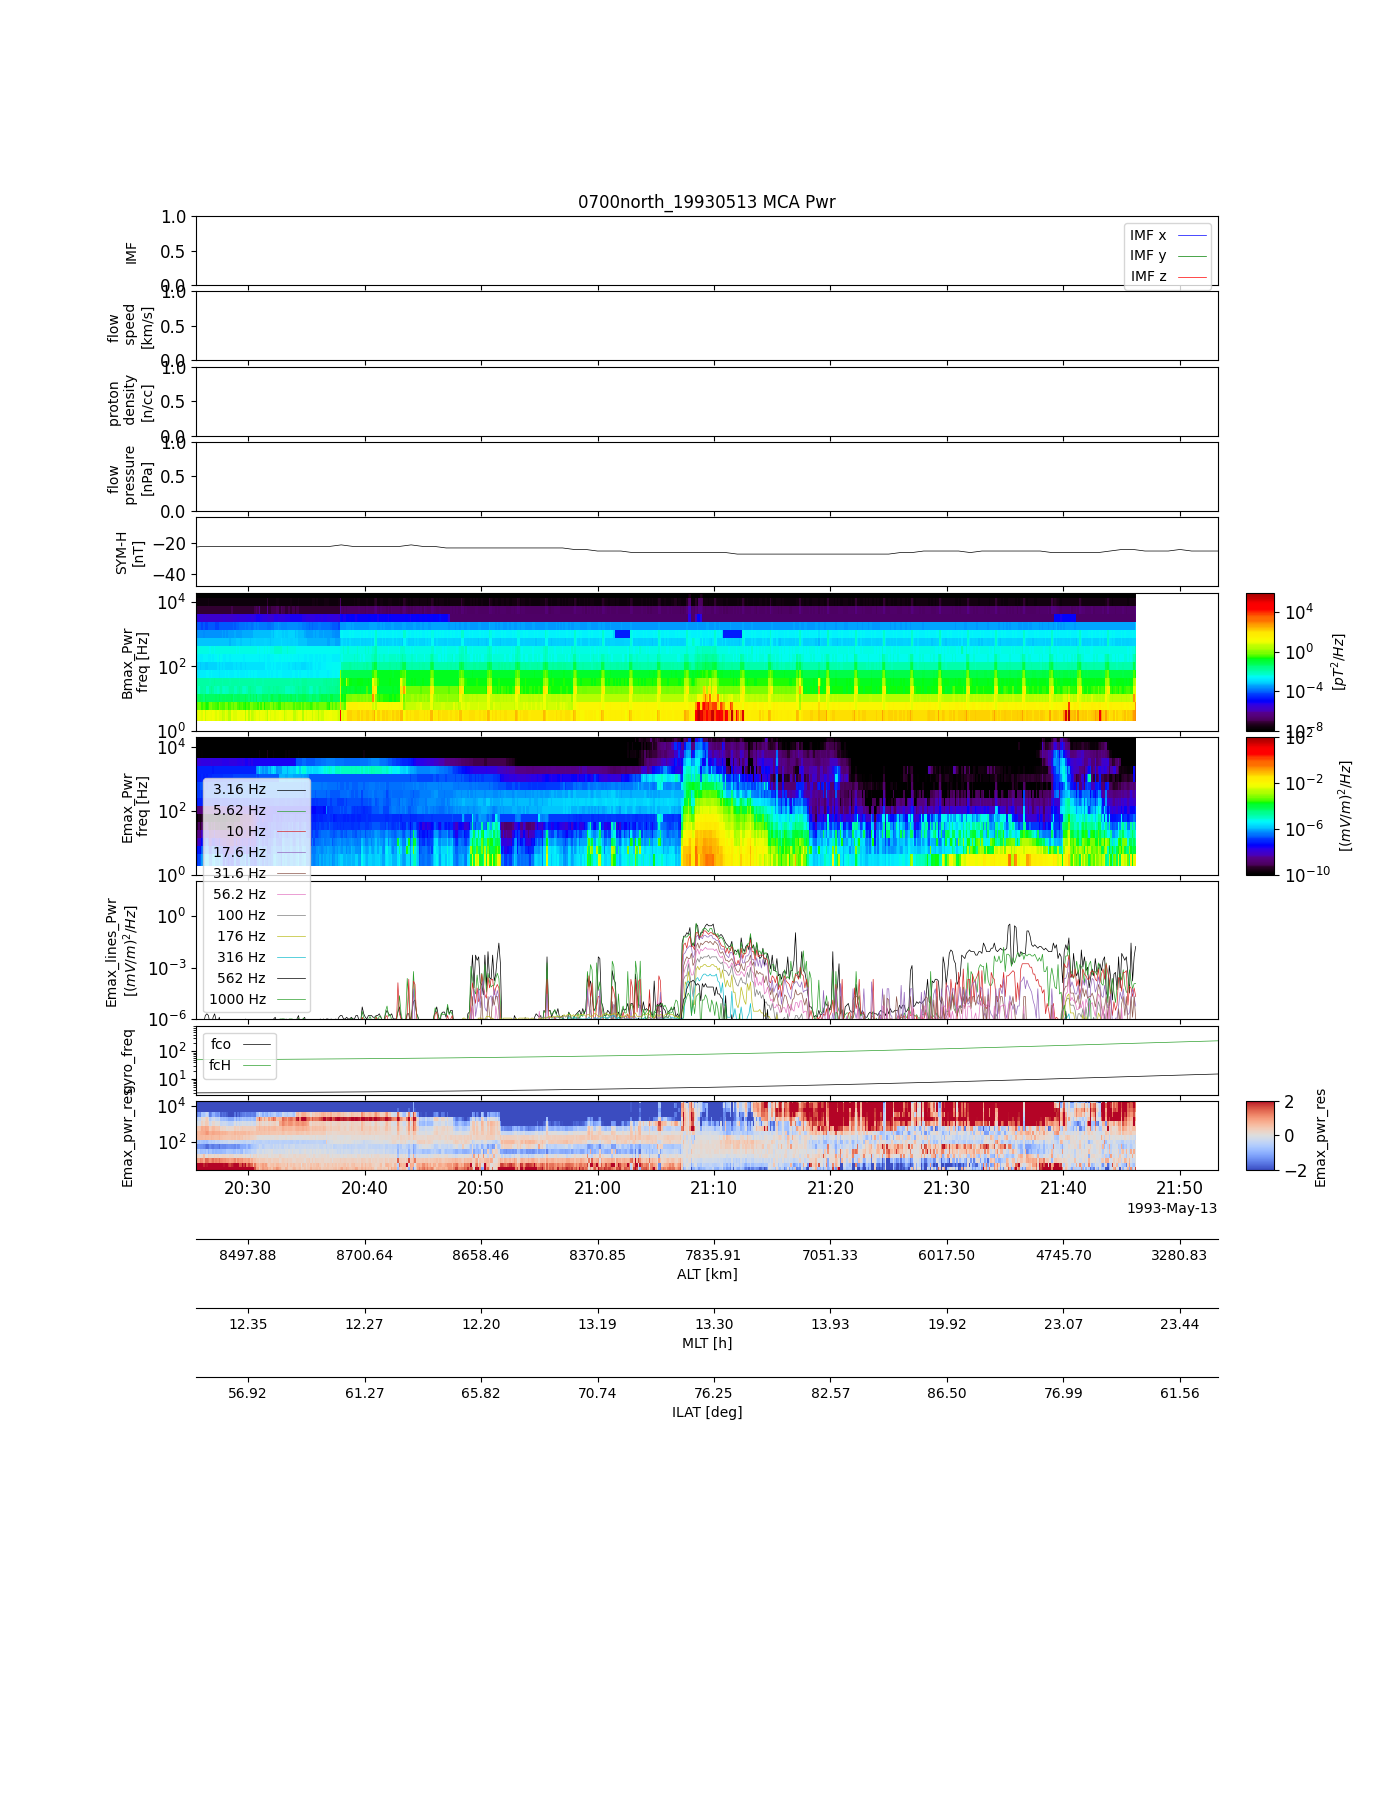 0700north_19930513 MCA Pwr
1.0
0.5
0.0
IMF
IMF x
IMF y
IMF z
1.0
0.5
0.0
flow
speed
[km/s]
1.0
0.5
0.0
proton
density
[n/cc]
1.0
0.5
0.0
flow
pressure
[nPa]
−20
−40
SYM-H
[nT]
10^4
10^2
10^0
Bmax_Pwr
freq [Hz]
10^4
10^0
10^−4
10^−8
[pT^2/Hz]
10^4
10^2
10^0
Emax_Pwr
freq [Hz]
10^2
10^−2
10^−6
10^−10
[(mV/m)^2/Hz]
3.16 Hz
5.62 Hz
10 Hz
17.6 Hz
31.6 Hz
56.2 Hz
100 Hz
176 Hz
316 Hz
562 Hz
1000 Hz
10^0
10^−3
10^−6
Emax_lines_Pwr
[(mV/m)^2/Hz]
fco
fcH
10^2
10^1
gyro_freq
10^4
10^2
Emax_pwr_res
2
0
−2
Emax_pwr_res
20:30 20:40 20:50 21:00 21:10 21:20 21:30 21:40 21:50
1993-May-13
8497.88 8700.64 8658.46 8370.85 7835.91 7051.33 6017.50 4745.70 3280.83
ALT [km]
12.35 12.27 12.20 13.19 13.30 13.93 19.92 23.07 23.44
MLT [h]
56.92 61.27 65.82 70.74 76.25 82.57 86.50 76.99 61.56
ILAT [deg]